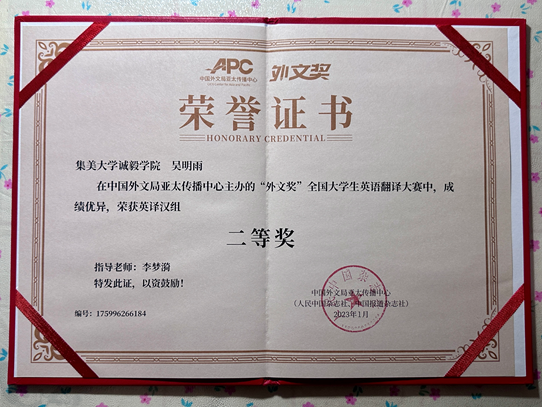 APC 外文奖
中国外文局亚太传播中心
荣誉证书
HONORARY CREDENTIAL
集美大学诚毅学院 吴明雨
在中国外文局亚太传播中心主办的“外文奖”全国大学生英语翻译大赛中，成
绩优异，荣获英译汉组
二等奖
指导老师：李梦漪
特发此证，以资鼓励！
中国外文局亚太传播中心
（人民中国杂志社、中国报道杂志社）
2023年1月
编号：175996266184